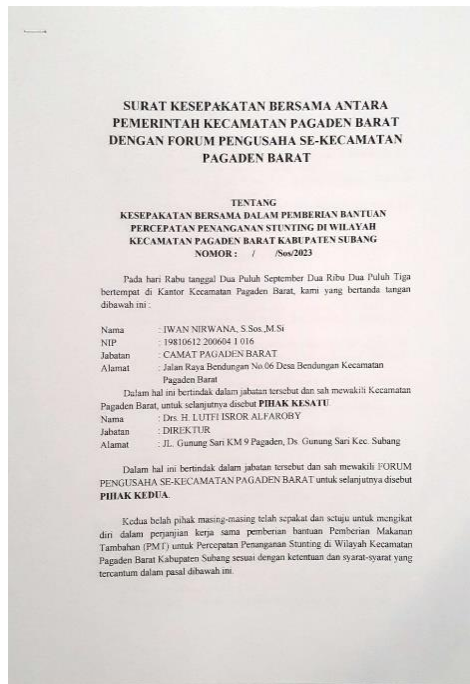 SURAT KESEPAKATAN BERSAMA ANTARA
PEMERINTAH KECAMATAN PAGADEN BARAT
DENGAN FORUM PENGUSAHA SE-KECAMATAN
PAGADEN BARAT
TENTANG
KESEPAKATAN BERSAMA DALAM PEMBERIAN BANTUAN
PERCEPATAN PENANGANAN STUNTING DI WILAYAH
KECAMATAN PAGADEN BARAT KABUPATEN SUBANG
NOMOR : / /Sos/2023
Pada hari Rabu tanggal Dua Puluh September Dua Ribu Dua Puluh Tiga
bertempat di Kantor Kecamatan Pagaden Barat, kami yang bertanda tangan
dibawah ini :
Nama : IWAN NIRWANA, S.Sos.,M.Si
NIP : 19810612 200604 1 016
Jabatan : CAMAT PAGADEN BARAT
Alamat : Jalan Raya Bendungan No.06 Desa Bendungan Kecamatan
Pagaden Barat
Dalam hal ini bertindak dalam jabatan tersebut dan sah mewakili Kecamatan
Pagaden Barat, untuk selanjutnya disebut PIHAK KESATU.
Nama : Drs. H. LUTFI ISROR ALFAROBY
Jabatan : DIREKTUR
Alamat : JL. Gunung Sari KM 9 Pagaden, Ds. Gunung Sari Kec. Subang
Dalam hal ini bertindak dalam jabatan tersebut dan sah mewakili FORUM
PENGUSAHA SE-KECAMATAN PAGADEN BARAT untuk selanjutnya disebut
PIHAK KEDUA.
Kedua belah pihak masing-masing telah sepakat dan setuju untuk mengikat
diri dalam perjanjian kerja sama pemberian bantuan Pemberian Makanan
Tambahan (PMT) untuk Percepatan Penanganan Stunting di Wilayah Kecamatan
Pagaden Barat Kabupaten Subang sesuai dengan ketentuan dan syarat-syarat yang
tercantum dalam pasal dibawah ini.